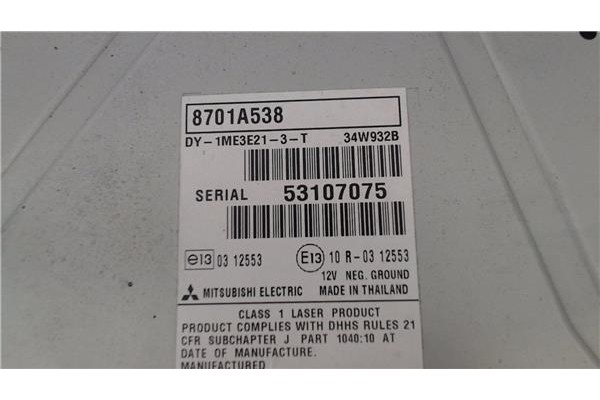 8701A538
DY-1ME3E21-3-T 34W932B
SERIAL 53107075
e13 03 12553 E13 10 R-03 12553
12V NEG. GROUND
MITSUBISHI ELECTRIC MADE IN THAILAND
CLASS 1 LASER PRODUCT
PRODUCT COMPLIES WITH DHHS RULES 21
CFR SUBCHAPTER J PART 1040:10 AT
DATE OF MANUFACTURE.
MANUFACTURED